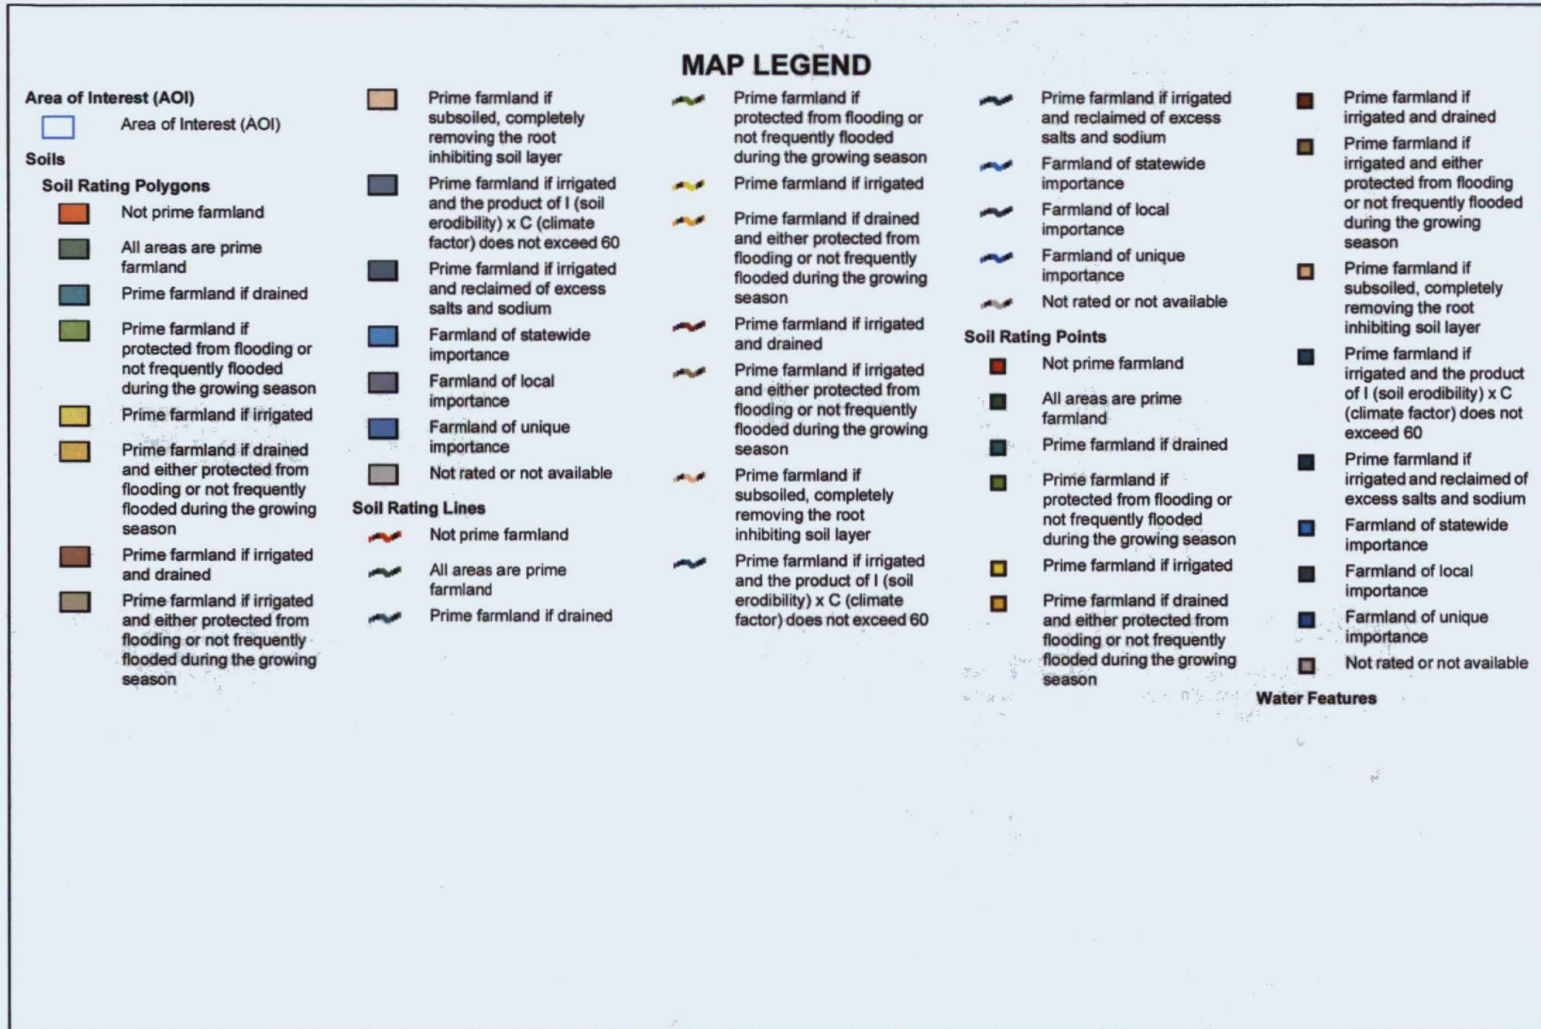 MAP LEGEND
Area of Interest (AOI)
Area of Interest (AOI)
Soils
Soil Rating Polygons
Not prime farmland
All areas are prime
farmland
Prime farmland if drained
Prime farmland if
protected from flooding or
not frequently flooded
during the growing season
Prime farmland if irrigated
Prime farmland if drained
and either protected from
flooding or not frequently
flooded during the growing
season
Prime farmland if irrigated
and drained
Prime farmland if irrigated
and either protected from
flooding or not frequently
flooded during the growing
season
Prime farmland if
subsoiled, completely
removing the root
inhibiting soil layer
Prime farmland if irrigated
and the product of I (soil
erodibility) x C (climate
factor) does not exceed 60
Prime farmland if irrigated
and reclaimed of excess
salts and sodium
Farmland of statewide
importance
Farmland of local
importance
Farmland of unique
importance
Not rated or not available
Soil Rating Lines
Not prime farmland
All areas are prime
farmland
Prime farmland if drained
Prime farmland if
protected from flooding or
not frequently flooded
during the growing season
Prime farmland if irrigated
Prime farmland if drained
and either protected from
flooding or not frequently
flooded during the growing
season
Prime farmland if irrigated
and drained
Prime farmland if irrigated
and either protected from
flooding or not frequently
flooded during the growing
season
Prime farmland if
subsoiled, completely
removing the root
inhibiting soil layer
Prime farmland if irrigated
and the product of I (soil
erodibility) x C (climate
factor) does not exceed 60
Prime farmland if irrigated
and reclaimed of excess
salts and sodium
Farmland of statewide
importance
Farmland of local
importance
Farmland of unique
importance
Not rated or not available
Soil Rating Points
Not prime farmland
All areas are prime
farmland
Prime farmland if drained
Prime farmland if
protected from flooding or
not frequently flooded
during the growing season
Prime farmland if irrigated
Prime farmland if drained
and either protected from
flooding or not frequently
flooded during the growing
season
Prime farmland if
irrigated and drained
Prime farmland if
irrigated and either
protected from flooding
or not frequently flooded
during the growing
season
Prime farmland if
subsoiled, completely
removing the root
inhibiting soil layer
Prime farmland if
irrigated and the product
of I (soil erodibility) x C
(climate factor) does not
exceed 60
Prime farmland if
irrigated and reclaimed of
excess salts and sodium
Farmland of statewide
importance
Farmland of local
importance
Farmland of unique
importance
Not rated or not available
Water Features